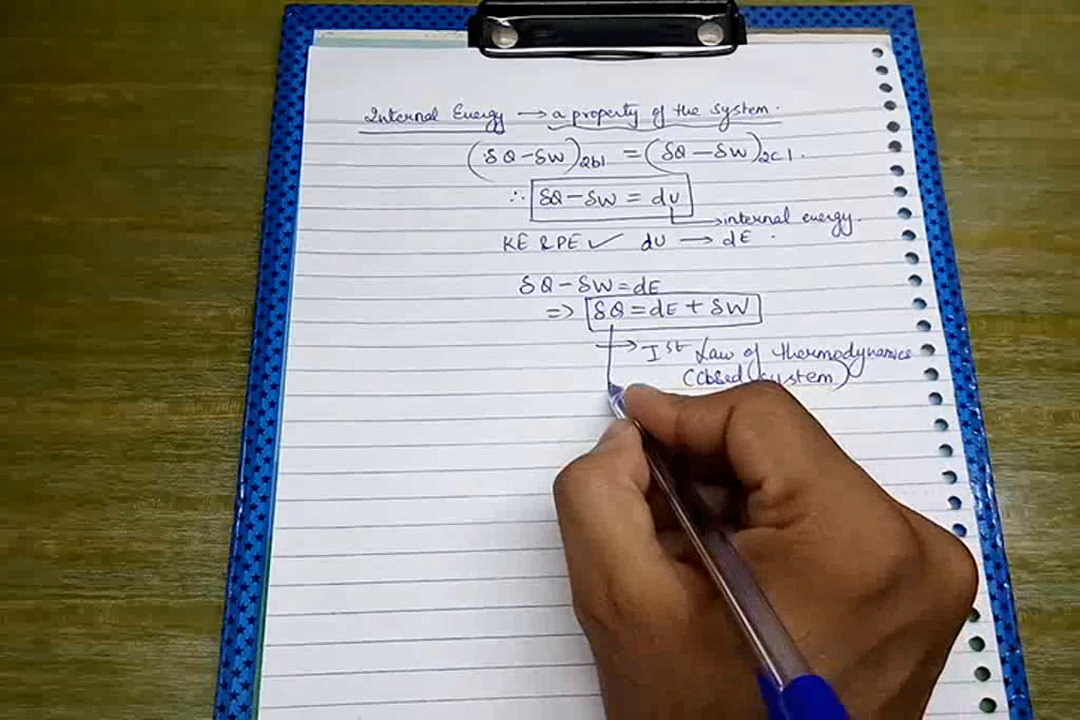 Internal Energy → a property of the system.
(δQ-δW)2b1 = (δQ-δW)2c1.
∴ δQ-δW = dU
→ internal energy.
KE & PE ✓ dU → dE.
δQ-δW=dE
=> δQ=dE+δW
→ Ist Law of thermodynamics
(closed system)